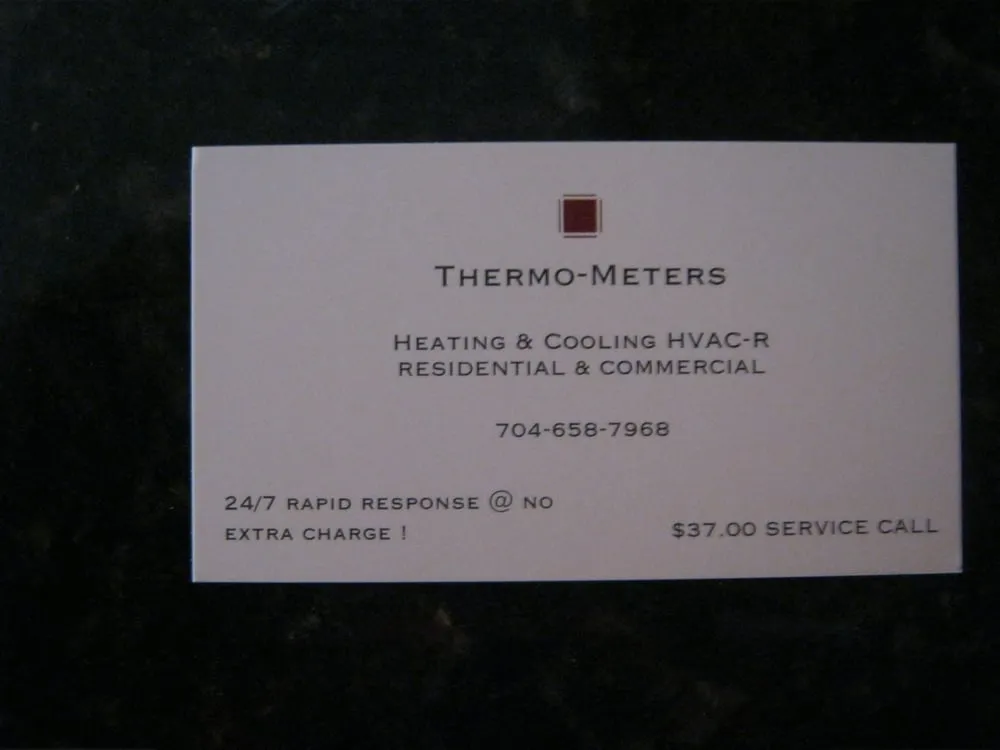 Thermo-Meters
Heating & Cooling HVAC-R
RESIDENTIAL & COMMERCIAL
704-658-7968
24/7 RAPID RESPONSE @ NO
EXTRA CHARGE !
$37.00 SERVICE CALL